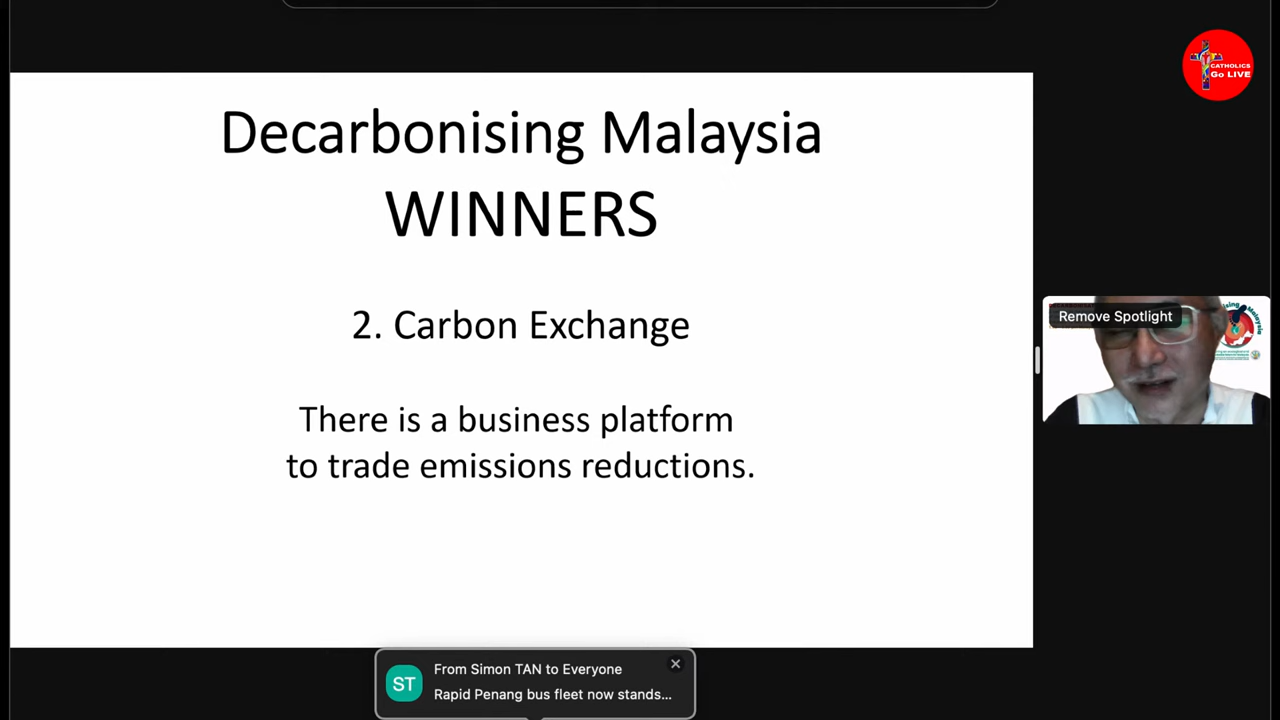 CATHOLICS
Go LIVE
Decarbonising Malaysia
WINNERS
2. Carbon Exchange
There is a business platform
to trade emissions reductions.
Remove Spotlight
ST
From Simon TAN to Everyone
Rapid Penang bus fleet now stands...